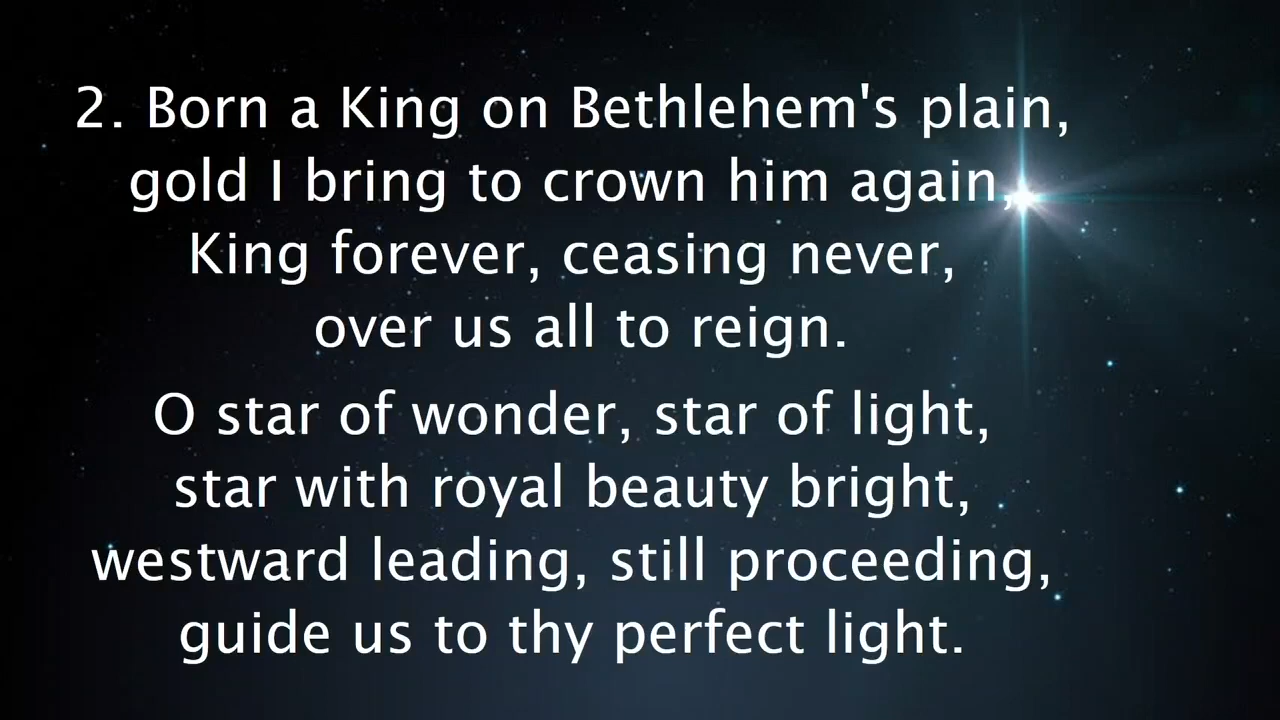 2. Born a King on Bethlehem's plain,
gold I bring to crown him again,
King forever, ceasing never,
over us all to reign.
O star of wonder, star of light,
star with royal beauty bright,
westward leading, still proceeding,
guide us to thy perfect light.